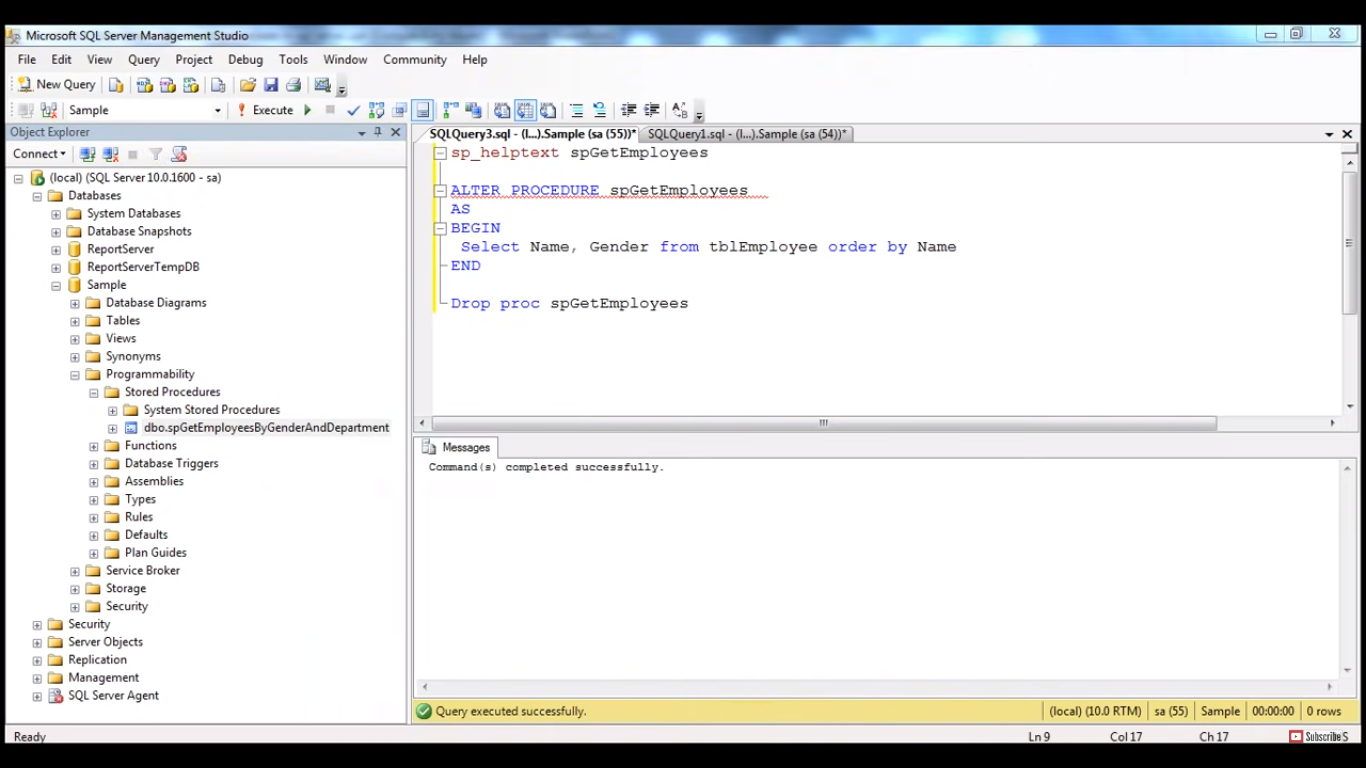 Microsoft SQL Server Management Studio
File Edit View Query Project Debug Tools Window Community Help
New Query
Sample Execute
Object Explorer
SQLQuery3.sql - (l...).Sample (sa (55))* SQLQuery1.sql - (l...).Sample (sa (54))*
Connect
(local) (SQL Server 10.0.1600 - sa)
Databases
System Databases
Database Snapshots
ReportServer
ReportServerTempDB
Sample
Database Diagrams
Tables
Views
Synonyms
Programmability
Stored Procedures
System Stored Procedures
dbo.spGetEmployeesByGenderAndDepartment
Functions
Database Triggers
Assemblies
Types
Rules
Defaults
Plan Guides
Service Broker
Storage
Security
Security
Server Objects
Replication
Management
SQL Server Agent
sp_helptext spGetEmployees
ALTER PROCEDURE spGetEmployees
AS
BEGIN
Select Name, Gender from tblEmployee order by Name
END
Drop proc spGetEmployees
Messages
Command(s) completed successfully.
Query executed successfully. (local) (10.0 RTM) sa (55) Sample 00:00:00 0 rows
Ready Ln 9 Col 17 Ch 17 Subscribe S